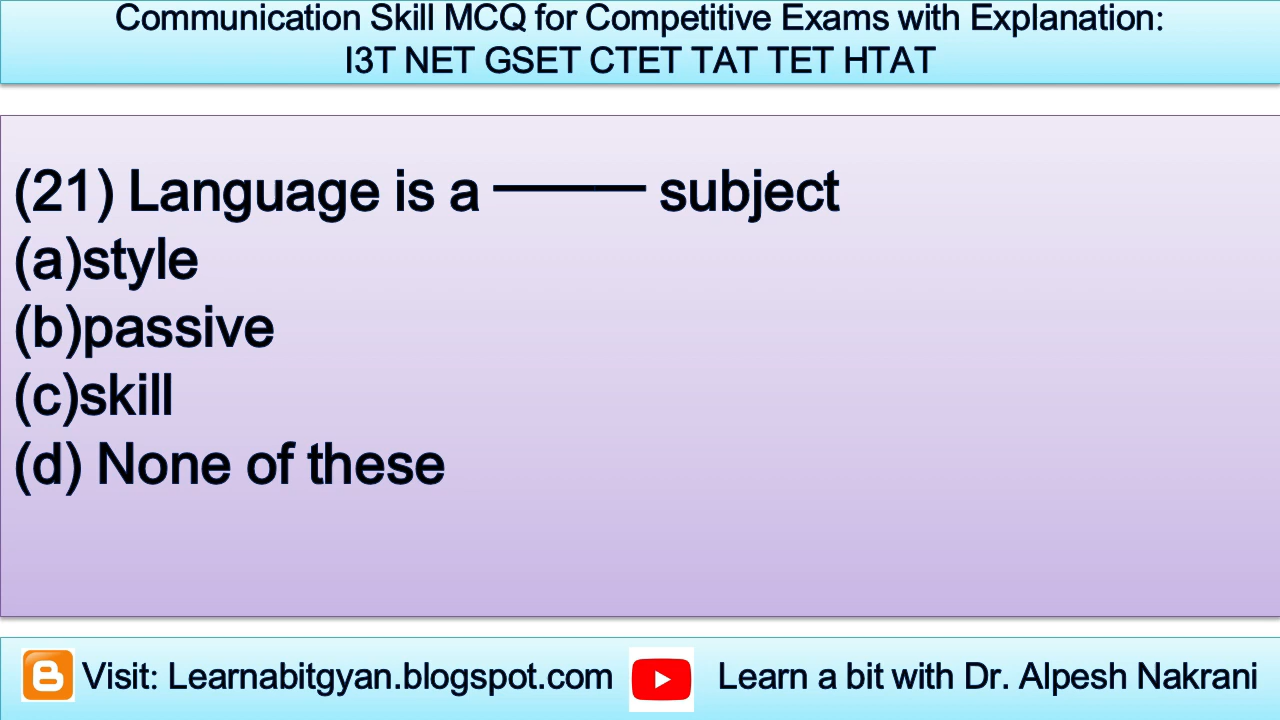 Communication Skill MCQ for Competitive Exams with Explanation:
I3T NET GSET CTET TAT TET HTAT
(21) Language is a ——— subject
(a)style
(b)passive
(c)skill
(d) None of these
Visit: Learnabitgyan.blogspot.com Learn a bit with Dr. Alpesh Nakrani